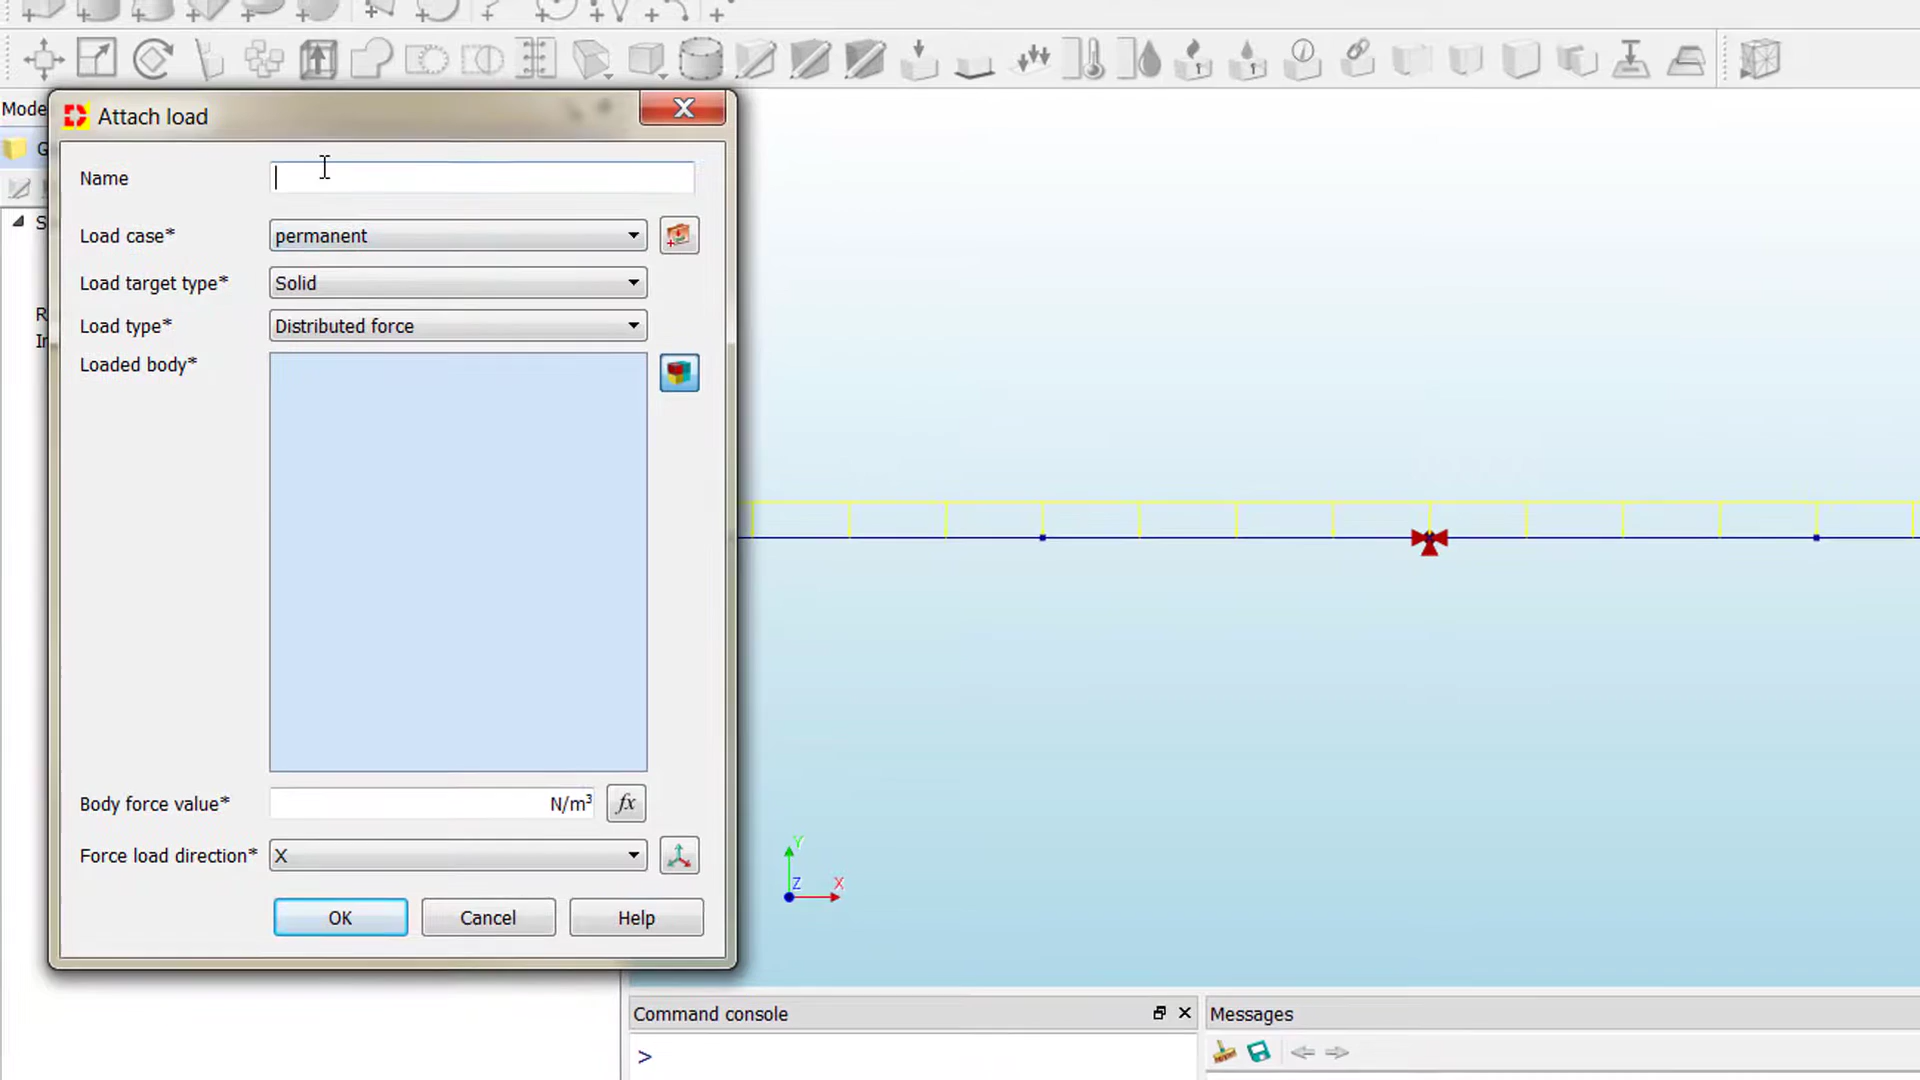 Mode
Attach load
Name
Load case*
permanent
Load target type*
Solid
Load type*
Distributed force
Loaded body*
Body force value*
N/m³
fx
Force load direction*
X
OK
Cancel
Help
Y
Z
X
Command console
Messages
>